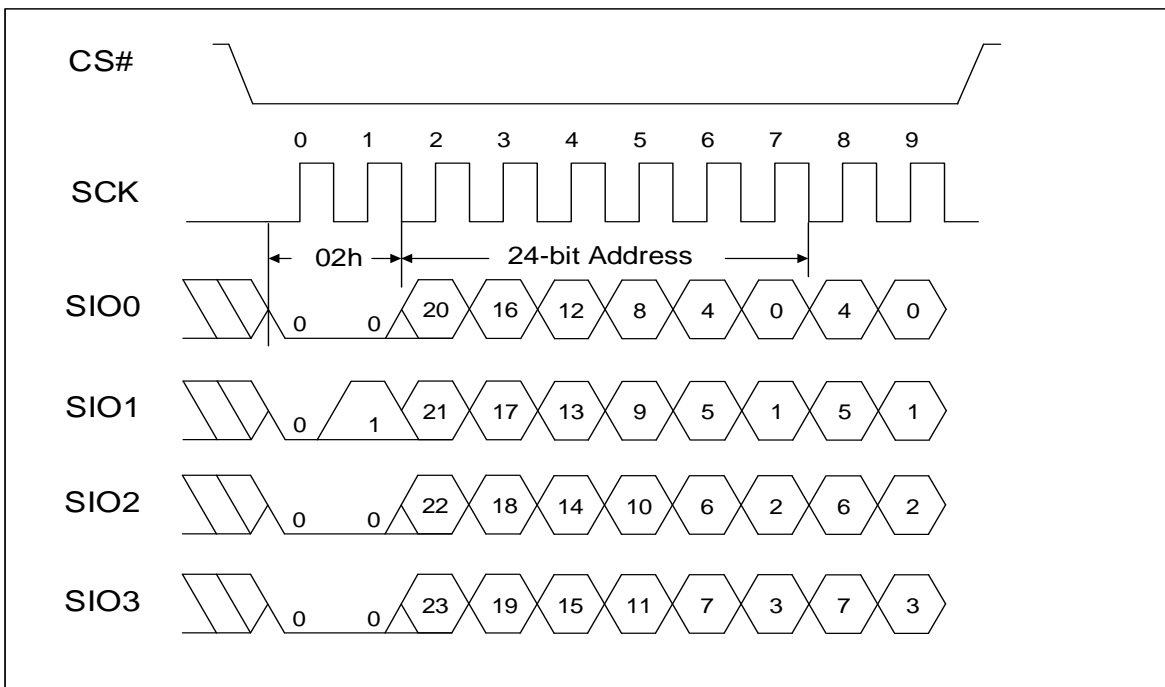 CS#
0 1 2 3 4 5 6 7 8 9
SCK
02h 24-bit Address
SIO0 0 0 20 16 12 8 4 0 4 0
SIO1 0 1 21 17 13 9 5 1 5 1
SIO2 0 0 22 18 14 10 6 2 6 2
SIO3 0 0 23 19 15 11 7 3 7 3